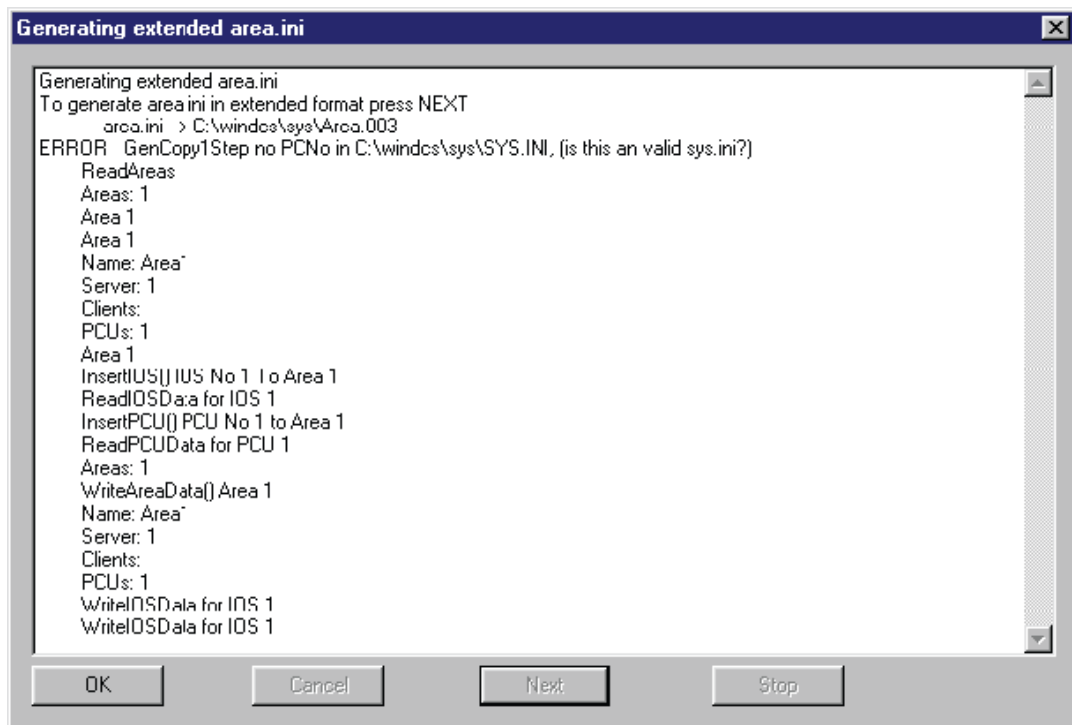 Generating extended area.ini
Generating extended area.ini
To generate area ini in extended format press NEXT
area.ini -> C:\windcs\sys\Area.003
ERROR GenCopy1Step no PCNo in C:\windcs\sys\SYS.INI, (is this an valid sys.ini?)
ReadAreas
Areas: 1
Area 1
Area 1
Name: Area1
Server: 1
Clients:
PCUs: 1
Area 1
InsertIOS() IOS No 1 To Area 1
ReadIOSData for IOS 1
InsertPCU() PCU No 1 to Area 1
ReadPCUData for PCU 1
Areas: 1
WriteAreaData() Area 1
Name: Area1
Server: 1
Clients:
PCUs: 1
WriteIOSData for IOS 1
WriteIOSData for IOS 1
OK Cancel Next Stop